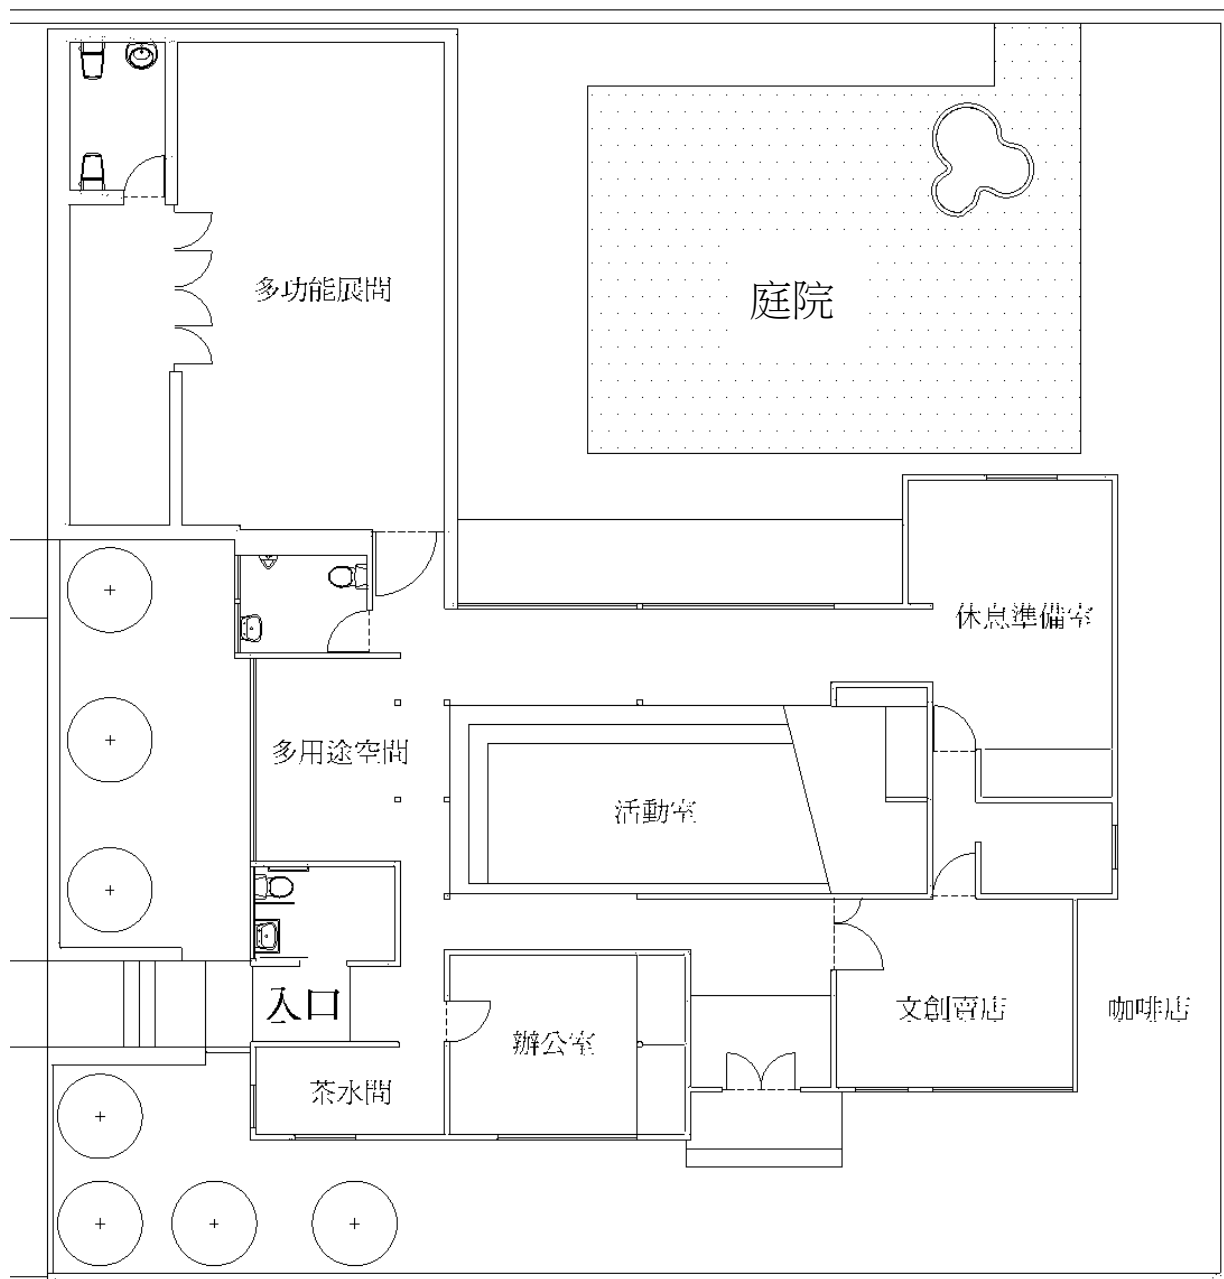 多功能展間
庭院
休息準備室
多用途空間
活動室
入口
辦公室
文創賣店
咖啡店
茶水間